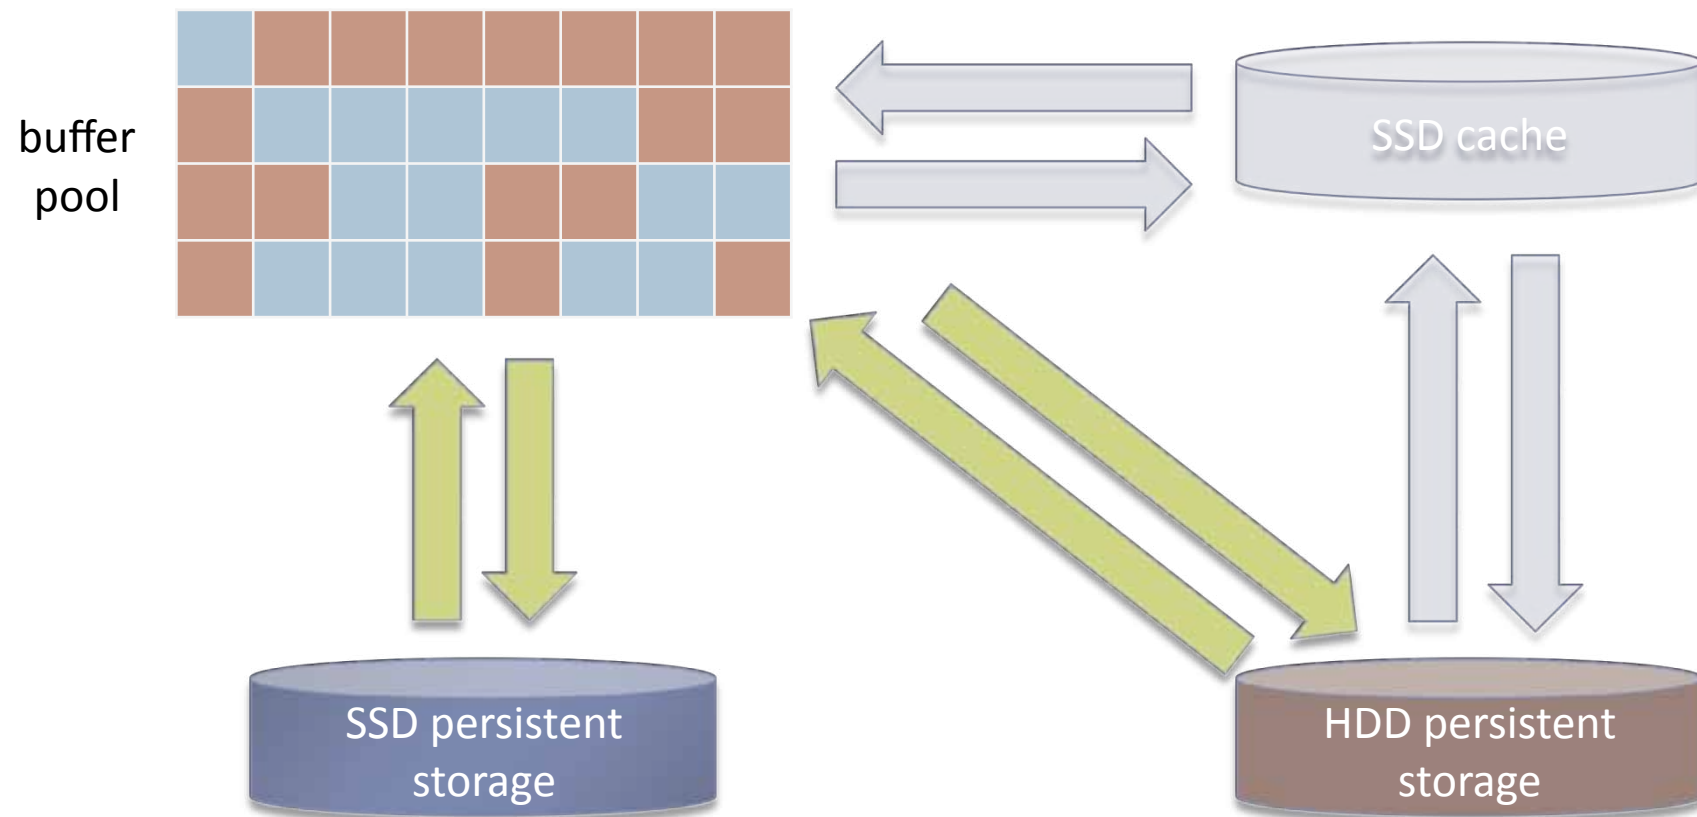 buffer
pool
SSD cache
SSD persistent
storage
HDD persistent
storage